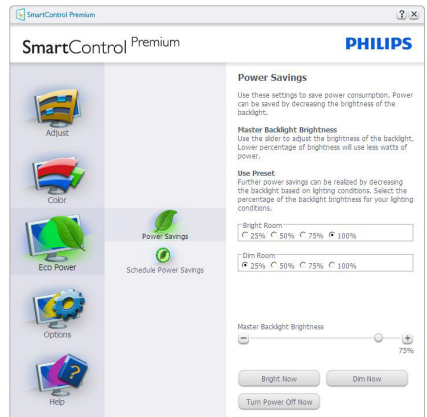 SmartControl Premium
? ×
SmartControl Premium
PHILIPS
Adjust
Color
Eco Power
Options
Help
Power Savings
Schedule Power Savings
Power Savings
Use these settings to save power consumption. Power
can be saved by decreasing the brightness of the
backlight.
Master Backlight Brightness
Use the slider to adjust the brightness of the backlight.
Lower percentage of brightness will use less watts of
power.
Use Preset
Further power savings can be realized by decreasing
the backlight based on lighting conditions. Select the
percentage of the backlight brightness for your lighting
conditions.
Bright Room
25% 50% 75% 100%
Dim Room
25% 50% 75% 100%
Master Backlight Brightness
75%
Bright Now
Dim Now
Turn Power Off Now